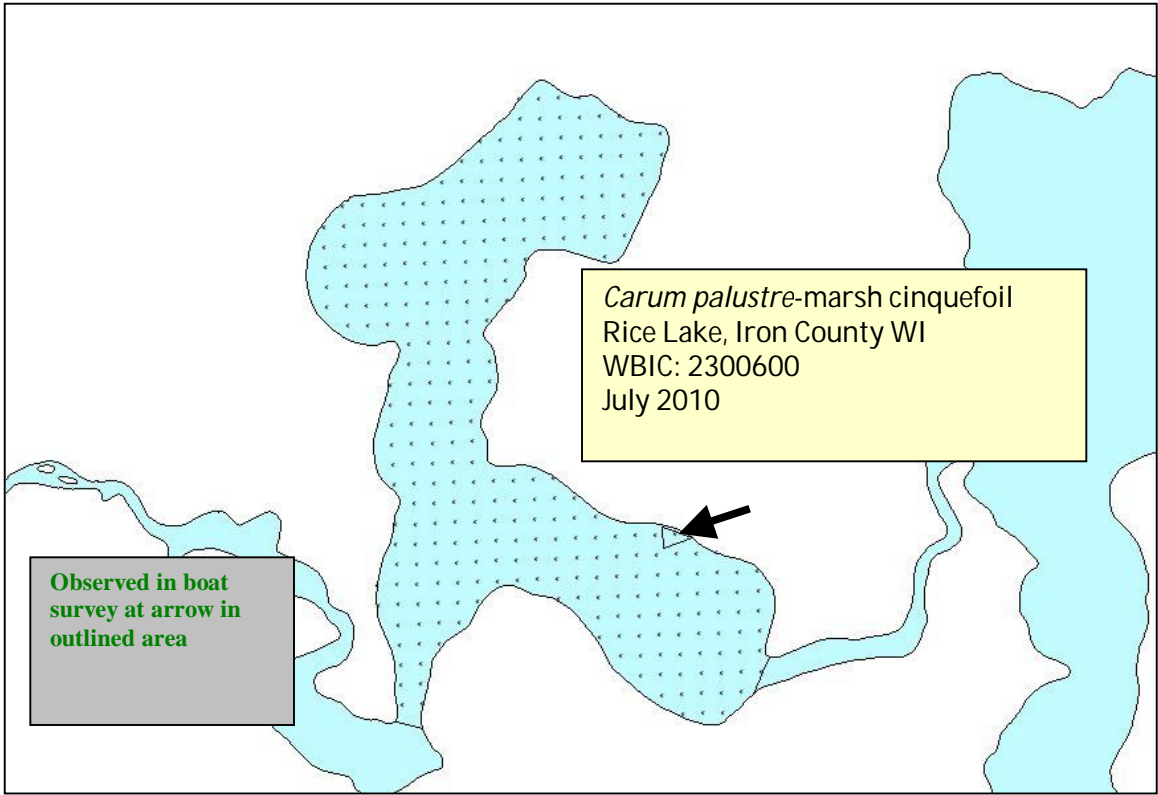 Carum palustre-marsh cinquefoil
Rice Lake, Iron County WI
WBIC: 2300600
July 2010
Observed in boat
survey at arrow in
outlined area